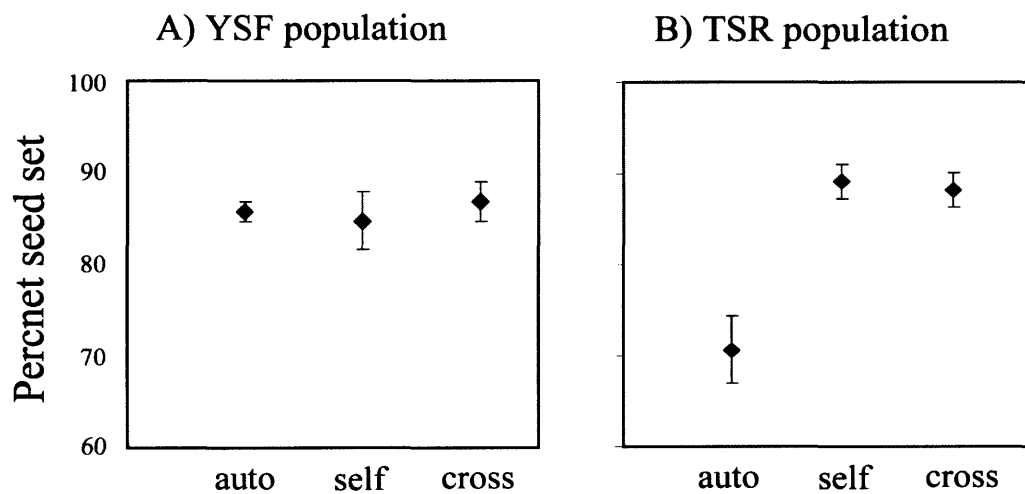 A) YSF population
B) TSR population
Percnet seed set
100
90
80
70
60
auto self cross
auto self cross